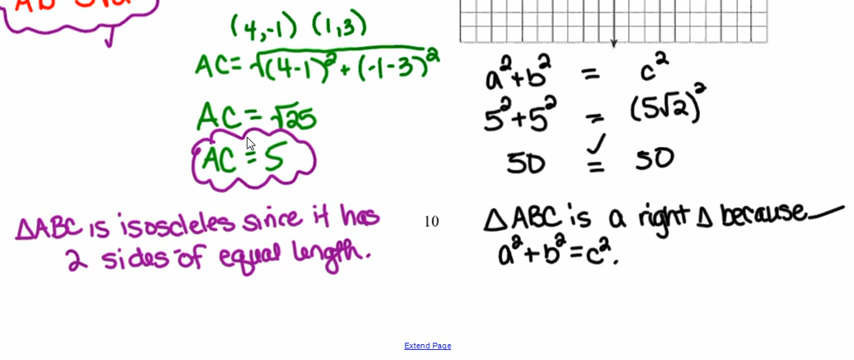 (4,-1) (1,3)
AC = √(4-1)² + (-1-3)²
AC = √25
AC = 5
△ABC is isoscleles since it has
2 sides of equal length.
10
a² + b² = c²
5² + 5² = (5√2)²
50 = 50
△ABC is a right △ because
a² + b² = c².
Extend Page